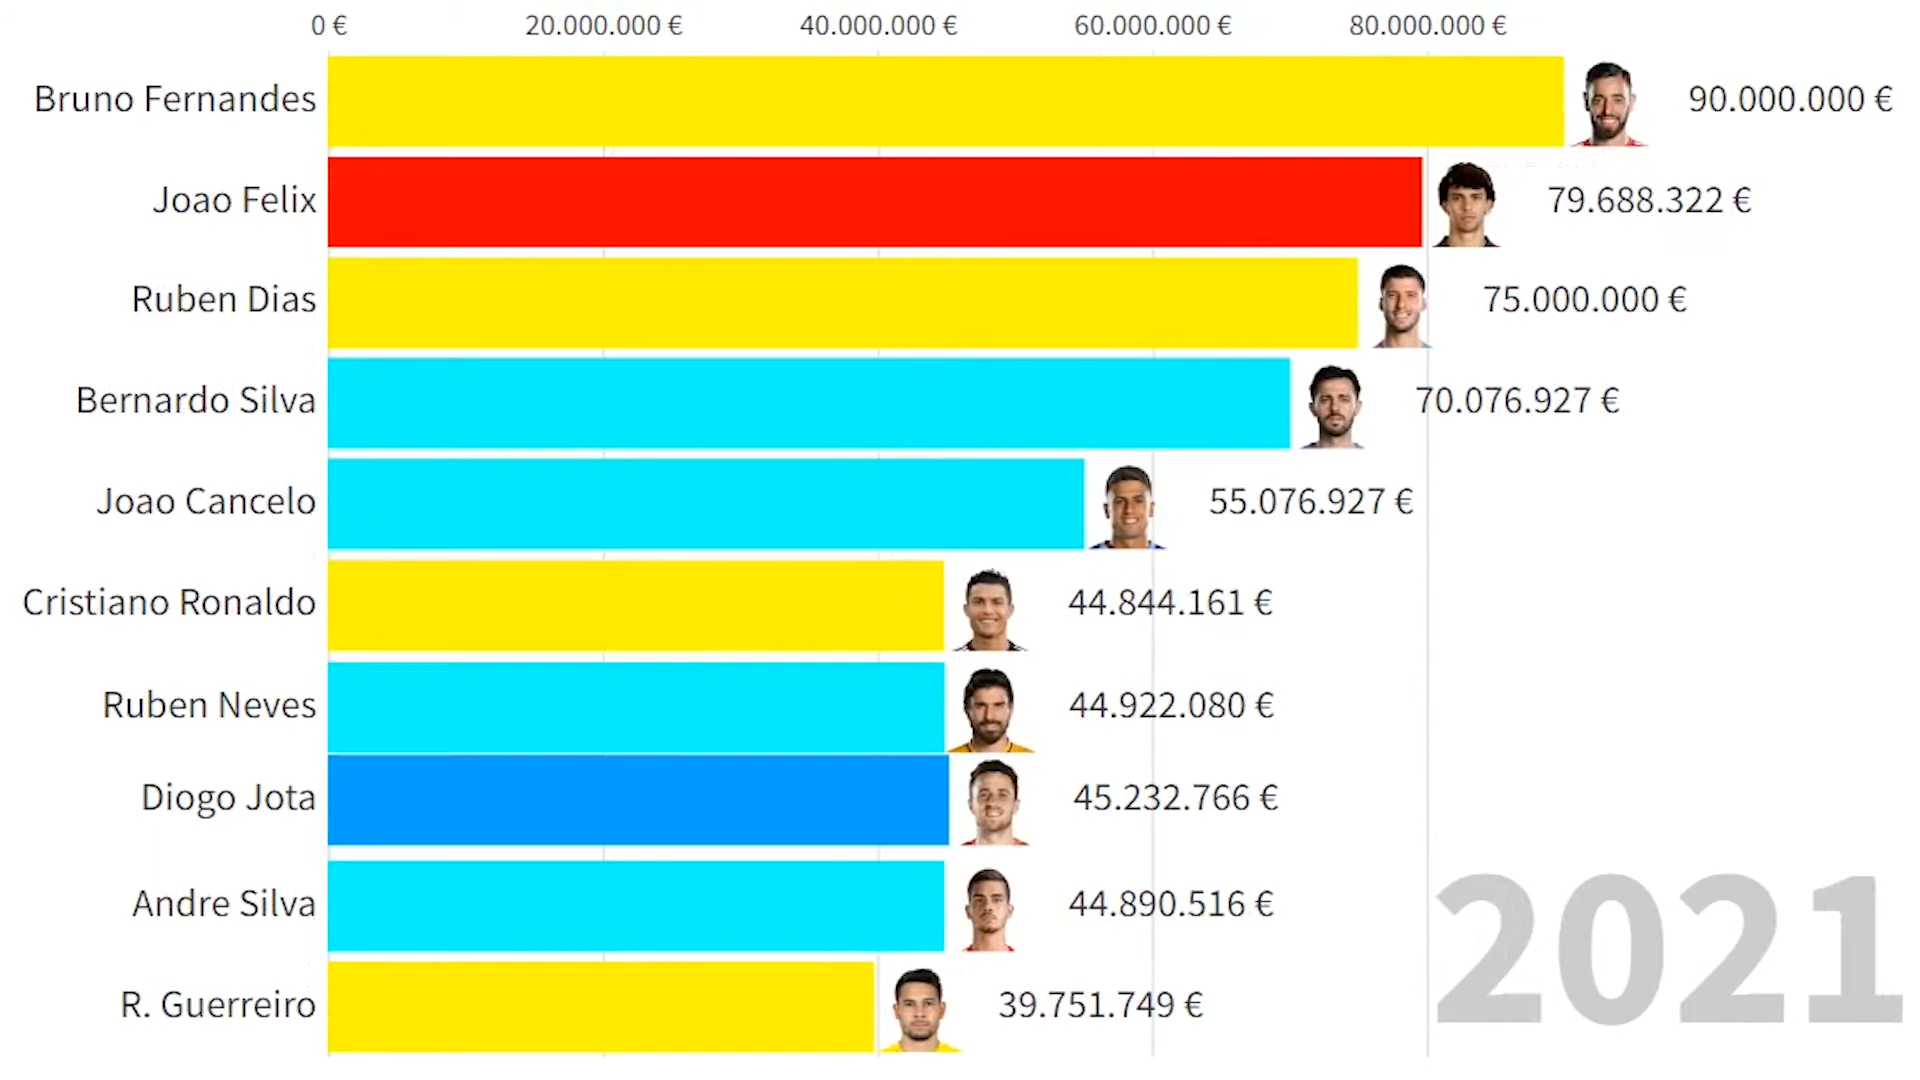 0 € 20.000.000 € 40.000.000 € 60.000.000 € 80.000.000 €
Bruno Fernandes 90.000.000 €
Joao Felix 79.688.322 €
Ruben Dias 75.000.000 €
Bernardo Silva 70.076.927 €
Joao Cancelo 55.076.927 €
Cristiano Ronaldo 44.844.161 €
Ruben Neves 44.922.080 €
Diogo Jota 45.232.766 €
Andre Silva 44.890.516 €
R. Guerreiro 39.751.749 €
2021